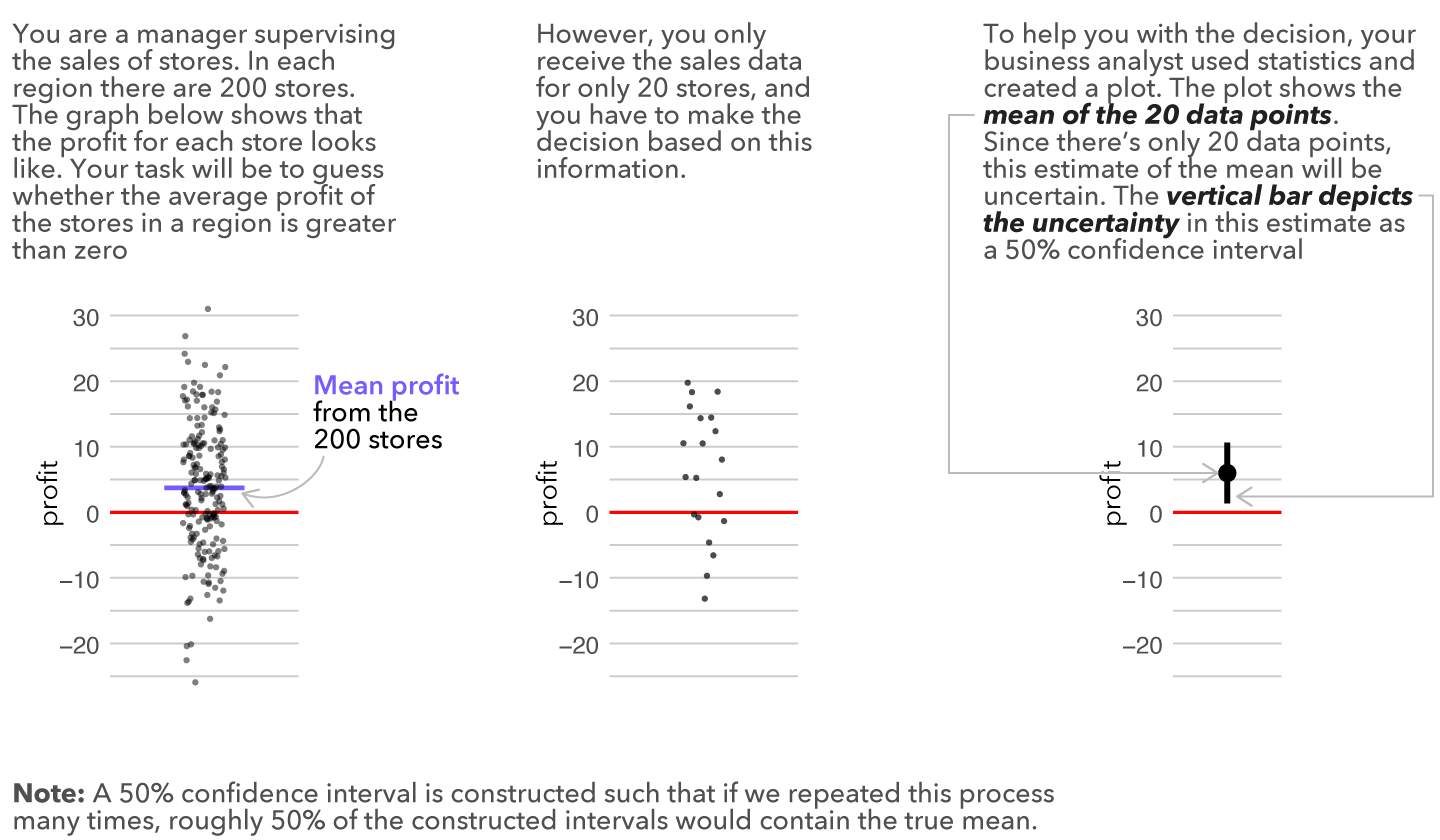 You are a manager supervising
the sales of stores. In each
region there are 200 stores.
The graph below shows that
the profit for each store looks
like. Your task will be to guess
whether the average profit of
the stores in a region is greater
than zero
However, you only
receive the sales data
for only 20 stores, and
you have to make the
decision based on this
information.
To help you with the decision, your
business analyst used statistics and
created a plot. The plot shows the
mean of the 20 data points.
Since there's only 20 data points,
this estimate of the mean will be
uncertain. The vertical bar depicts
the uncertainty in this estimate as
a 50% confidence interval
30
20
10
0
−10
−20
profit
Mean profit
from the
200 stores
30
20
10
0
−10
−20
profit
30
20
10
0
−10
−20
profit
Note: A 50% confidence interval is constructed such that if we repeated this process
many times, roughly 50% of the constructed intervals would contain the true mean.